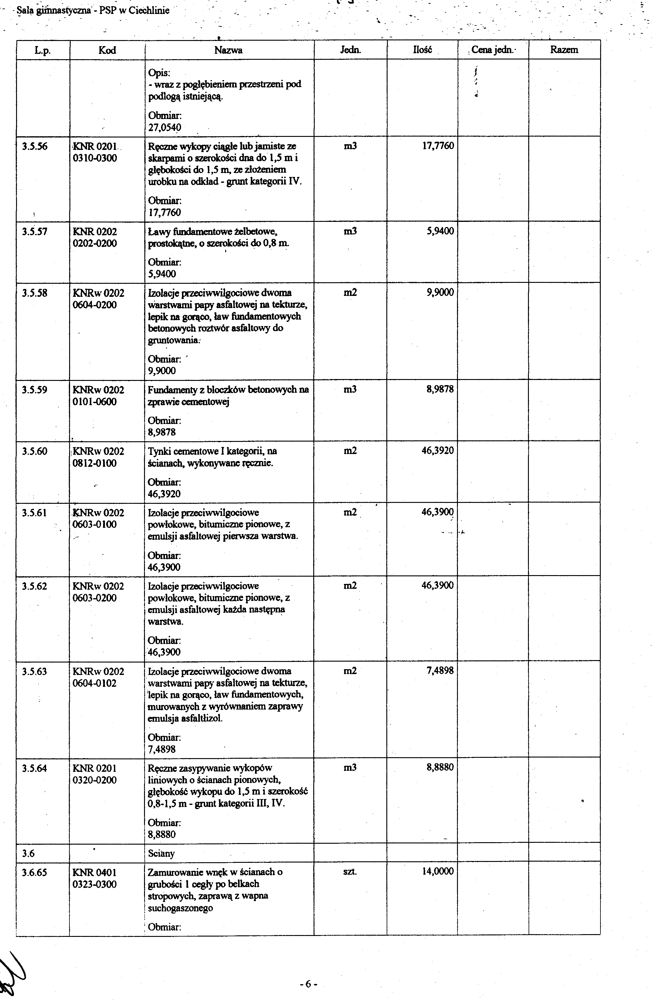 Sala gimnastyczna - PSP w Ciechlinie
L.p. Kod Nazwa Jedn. Ilość Cena jedn. Razem
Opis:
- wraz z pogłębieniem przestrzeni pod
podlogą istniejącą.
Obmiar:
27,0540
3.5.56 KNR 0201 Ręczne wykopy ciągłe lub jamiste ze m3 17,7760
0310-0300 skarpami o szerokości dna do 1,5 m i
głębokości do 1,5 m, ze złożeniem
urobku na odkład - grunt kategorii IV.
Obmiar:
17,7760
3.5.57 KNR 0202 Ławy fundamentowe żelbetowe, m3 5,9400
0202-0200 prostokątne, o szerokości do 0,8 m.
Obmiar:
5,9400
3.5.58 KNRw 0202 Izolacje przeciwwilgociowe dwoma m2 9,9000
0604-0200 warstwami papy asfaltowej na tekturze,
lepik na gorąco, ław fundamentowych
betonowych roztwór asfaltowy do
gruntowania.
Obmiar:
9,9000
3.5.59 KNRw 0202 Fundamenty z bloczków betonowych na m3 8,9878
0101-0600 zprawie cementowej
Obmiar:
8,9878
3.5.60 KNRw 0202 Tynki cementowe I kategorii, na m2 46,3920
0812-0100 ścianach, wykonywane ręcznie.
Obmiar:
46,3920
3.5.61 KNRw 0202 Izolacje przeciwwilgociowe m2 46,3900
0603-0100 powłokowe, bitumiczne pionowe, z
emulsji asfaltowej pierwsza warstwa.
Obmiar:
46,3900
3.5.62 KNRw 0202 Izolacje przeciwwilgociowe m2 46,3900
0603-0200 powłokowe, bitumiczne pionowe, z
emulsji asfaltowej każda następna
warstwa.
Obmiar:
46,3900
3.5.63 KNRw 0202 Izolacje przeciwwilgociowe dwoma m2 7,4898
0604-0102 warstwami papy asfaltowej na tekturze,
lepik na gorąco, ław fundamentowych,
murowanych z wyrównaniem zaprawy
emulsja asfaltlizol.
Obmiar:
7,4898
3.5.64 KNR 0201 Ręczne zasypywanie wykopów m3 8,8880
0320-0200 liniowych o ścianach pionowych,
głębokość wykopu do 1,5 m i szerokość
0,8-1,5 m - grunt kategorii III, IV.
Obmiar:
8,8880
3.6 Sciany
3.6.65 KNR 0401 Zamurowanie wnęk w ścianach o szt. 14,0000
0323-0300 grubości 1 cegły po belkach
stropowych, zaprawą z wapna
suchogaszonego
Obmiar:
- 6 -